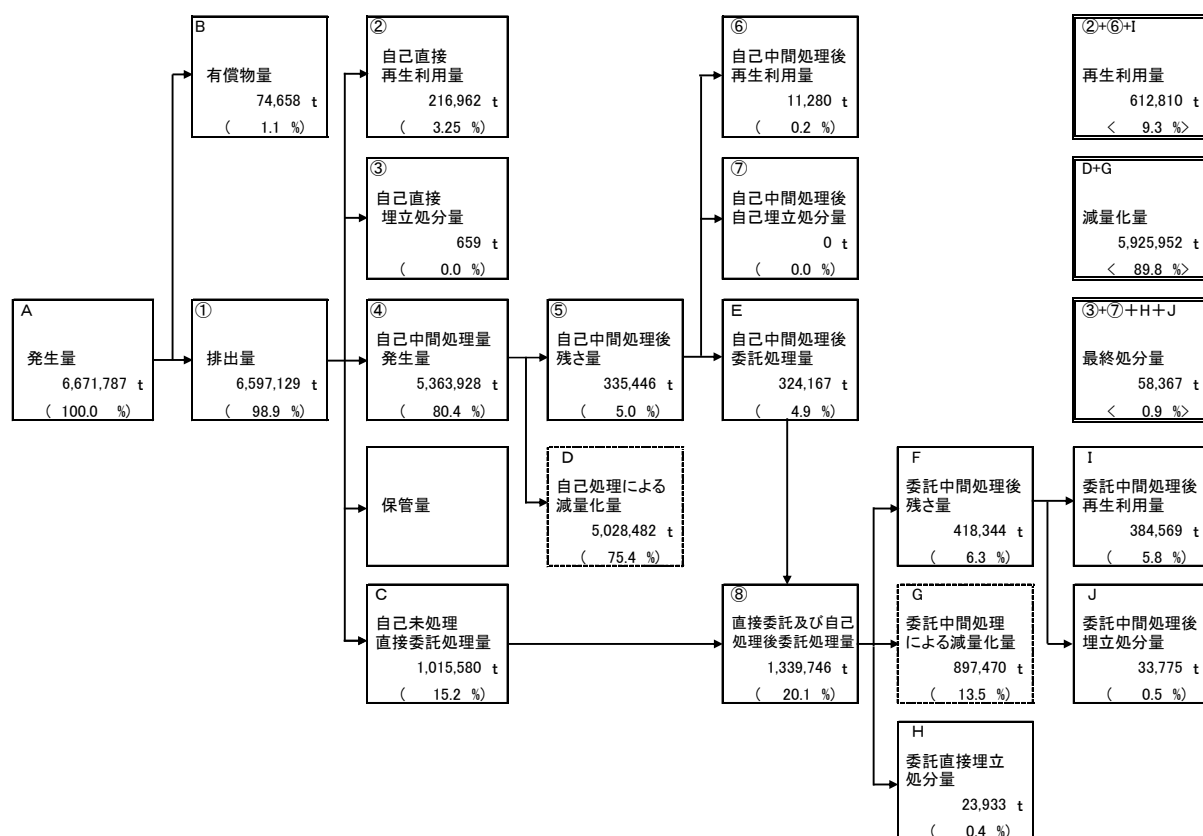 B
有償物量
74,658 t
( 1.1 %)
②
自己直接
再生利用量
216,962 t
( 3.25 %)
⑥
自己中間処理後
再生利用量
11,280 t
( 0.2 %)
②+⑥+I
再生利用量
612,810 t
< 9.3 %>
③
自己直接
埋立処分量
659 t
( 0.0 %)
⑦
自己中間処理後
自己埋立処分量
0 t
( 0.0 %)
D+G
減量化量
5,925,952 t
< 89.8 %>
A
発生量
6,671,787 t
( 100.0 %)
①
排出量
6,597,129 t
( 98.9 %)
④
自己中間処理量
発生量
5,363,928 t
( 80.4 %)
⑤
自己中間処理後
残さ量
335,446 t
( 5.0 %)
E
自己中間処理後
委託処理量
324,167 t
( 4.9 %)
③+⑦+H+J
最終処分量
58,367 t
< 0.9 %>
保管量
D
自己処理による
減量化量
5,028,482 t
( 75.4 %)
F
委託中間処理後
残さ量
418,344 t
( 6.3 %)
I
委託中間処理後
再生利用量
384,569 t
( 5.8 %)
C
自己未処理
直接委託処理量
1,015,580 t
( 15.2 %)
⑧
直接委託及び自己
処理後委託処理量
1,339,746 t
( 20.1 %)
G
委託中間処理
による減量化量
897,470 t
( 13.5 %)
J
委託中間処理後
埋立処分量
33,775 t
( 0.5 %)
H
委託直接埋立
処分量
23,933 t
( 0.4 %)